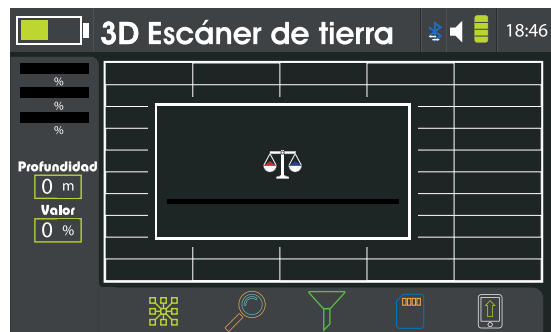 3D Escáner de tierra
18:46
%
%
%
Profundidad
0 m
Valor
0 %